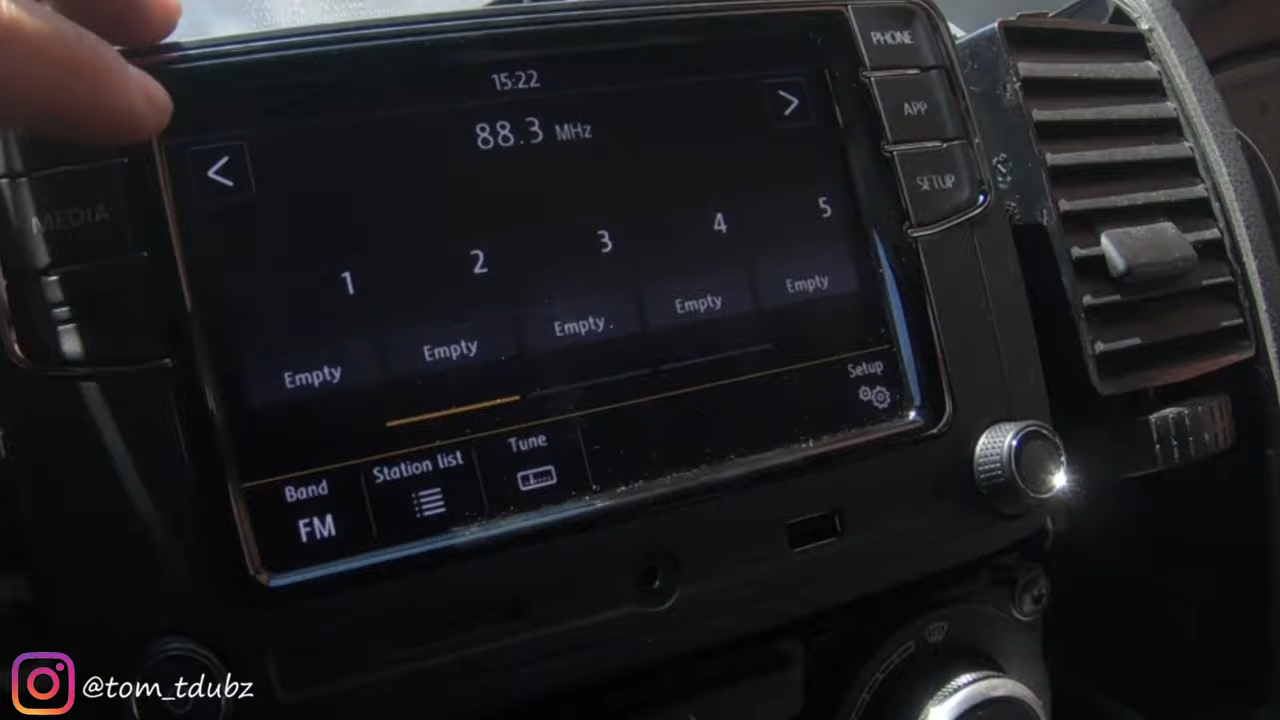 15:22
88.3 MHz
<
>
PHONE
APP
SETUP
MEDIA
1
2
3
4
5
Empty
Empty
Empty
Empty
Empty
Setup
Band
FM
Station list
Tune
@tom_tdubz